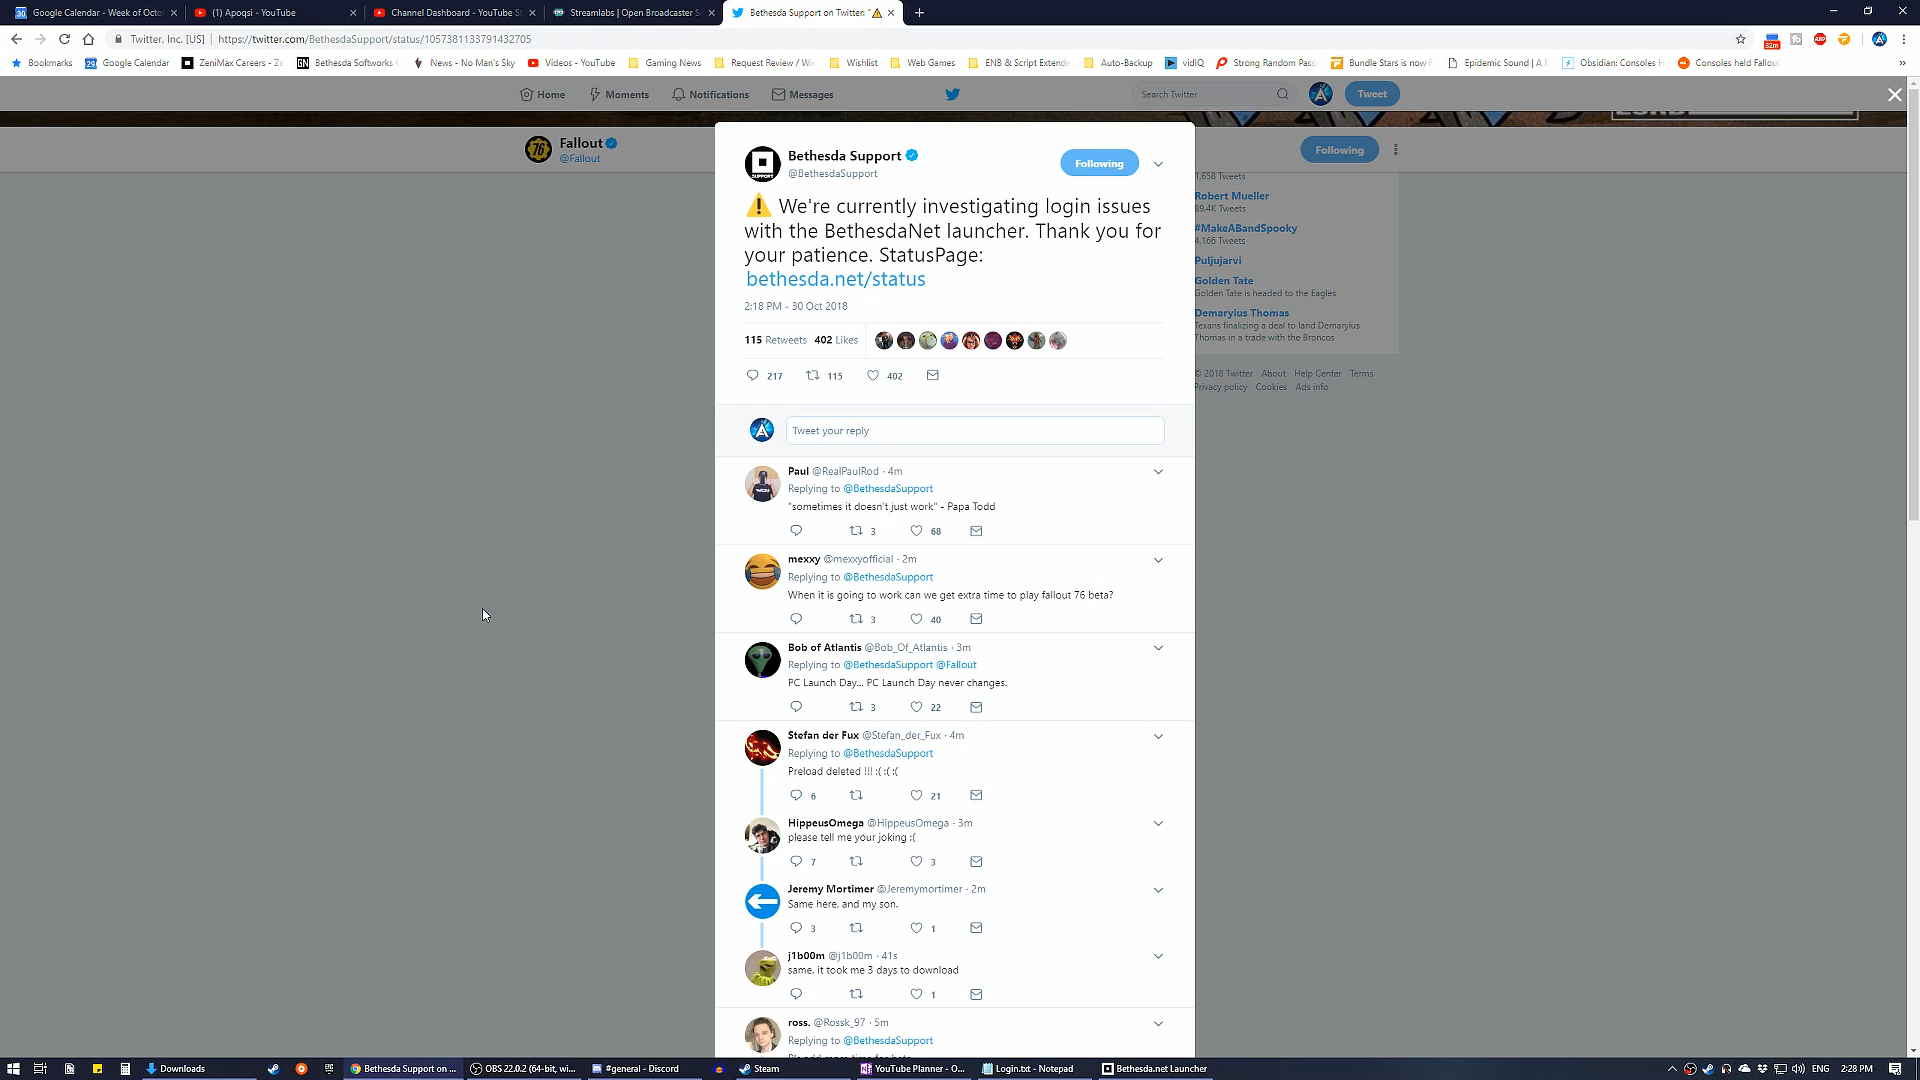 Google Calendar - Week of Octo
(1) Apoqsi - YouTube
Channel Dashboard - YouTube St
Streamlabs | Open Broadcaster S
Bethesda Support on Twitter: "⚠
Twitter, Inc. [US] | https://twitter.com/BethesdaSupport/status/1057381133791432705
Bookmarks
Google Calendar
ZeniMax Careers - Ze
Bethesda Softworks
News - No Man's Sky
Videos - YouTube
Gaming News
Request Review / Wi
Wishlist
Web Games
ENB & Script Extende
Auto-Backup
vidIQ
Strong Random Pass
Bundle Stars is now F
Epidemic Sound | A
Obsidian: Consoles H
Consoles held Fallou
»
Home
Moments
Notifications
Messages
Search Twitter
Tweet
Fallout
@Fallout
Following
1,658 Tweets
Robert Mueller
89.4K Tweets
#MakeABandSpooky
4,166 Tweets
Puljujarvi
Golden Tate
Golden Tate is headed to the Eagles
Demaryius Thomas
Texans finalizing a deal to land Demaryius
Thomas in a trade with the Broncos
© 2018 Twitter About Help Center Terms
Privacy policy Cookies Ads info
Bethesda Support
@BethesdaSupport
Following
⚠ We're currently investigating login issues
with the BethesdaNet launcher. Thank you for
your patience. StatusPage:
bethesda.net/status
2:18 PM - 30 Oct 2018
115 Retweets 402 Likes
217 115 402
Tweet your reply
Paul @RealPaulRod · 4m
Replying to @BethesdaSupport
"sometimes it doesn't just work" - Papa Todd
3 68
mexxy @mexxyofficial · 2m
Replying to @BethesdaSupport
When it is going to work can we get extra time to play fallout 76 beta?
3 40
Bob of Atlantis @Bob_Of_Atlantis · 3m
Replying to @BethesdaSupport @Fallout
PC Launch Day... PC Launch Day never changes.
3 22
Stefan der Fux @Stefan_der_Fux · 4m
Replying to @BethesdaSupport
Preload deleted !!! :( :( :(
6 21
HippeusOmega @HippeusOmega · 3m
please tell me your joking :(
7 3
Jeremy Mortimer @Jeremymortimer · 2m
Same here, and my son.
3 1
j1b00m @j1b00m · 41s
same, it took me 3 days to download
1
ross. @Rossk_97 · 5m
Replying to @BethesdaSupport
Downloads
Bethesda Support on ...
OBS 22.0.2 (64-bit, wi...
#general - Discord
Steam
YouTube Planner - O...
Login.txt - Notepad
Bethesda.net Launcher
ENG
2:28 PM